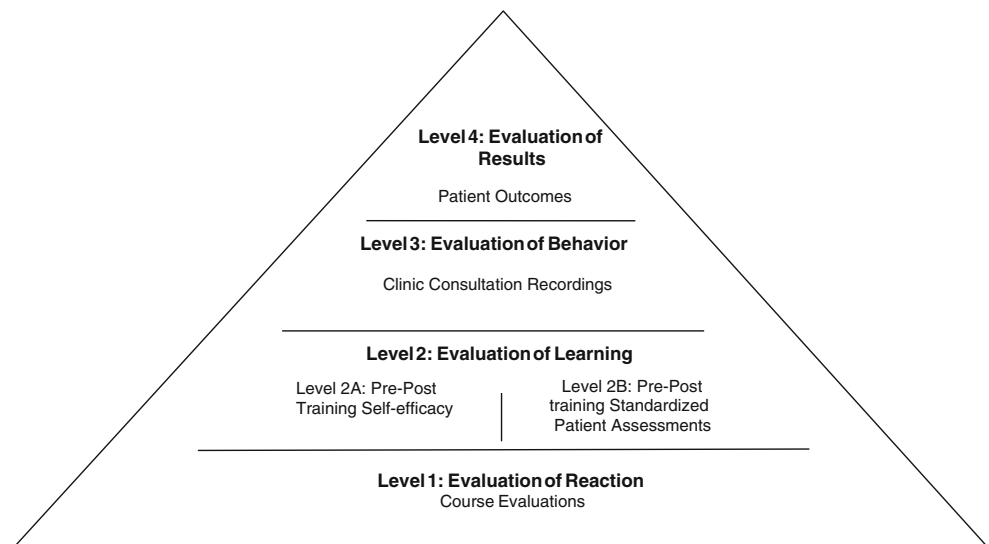 Level 4: Evaluation of
Results
Patient Outcomes
Level 3: Evaluation of Behavior
Clinic Consultation Recordings
Level 2: Evaluation of Learning
Level 2A: Pre-Post
Training Self-efficacy
Level 2B: Pre-Post
training Standardized
Patient Assessments
Level 1: Evaluation of Reaction
Course Evaluations